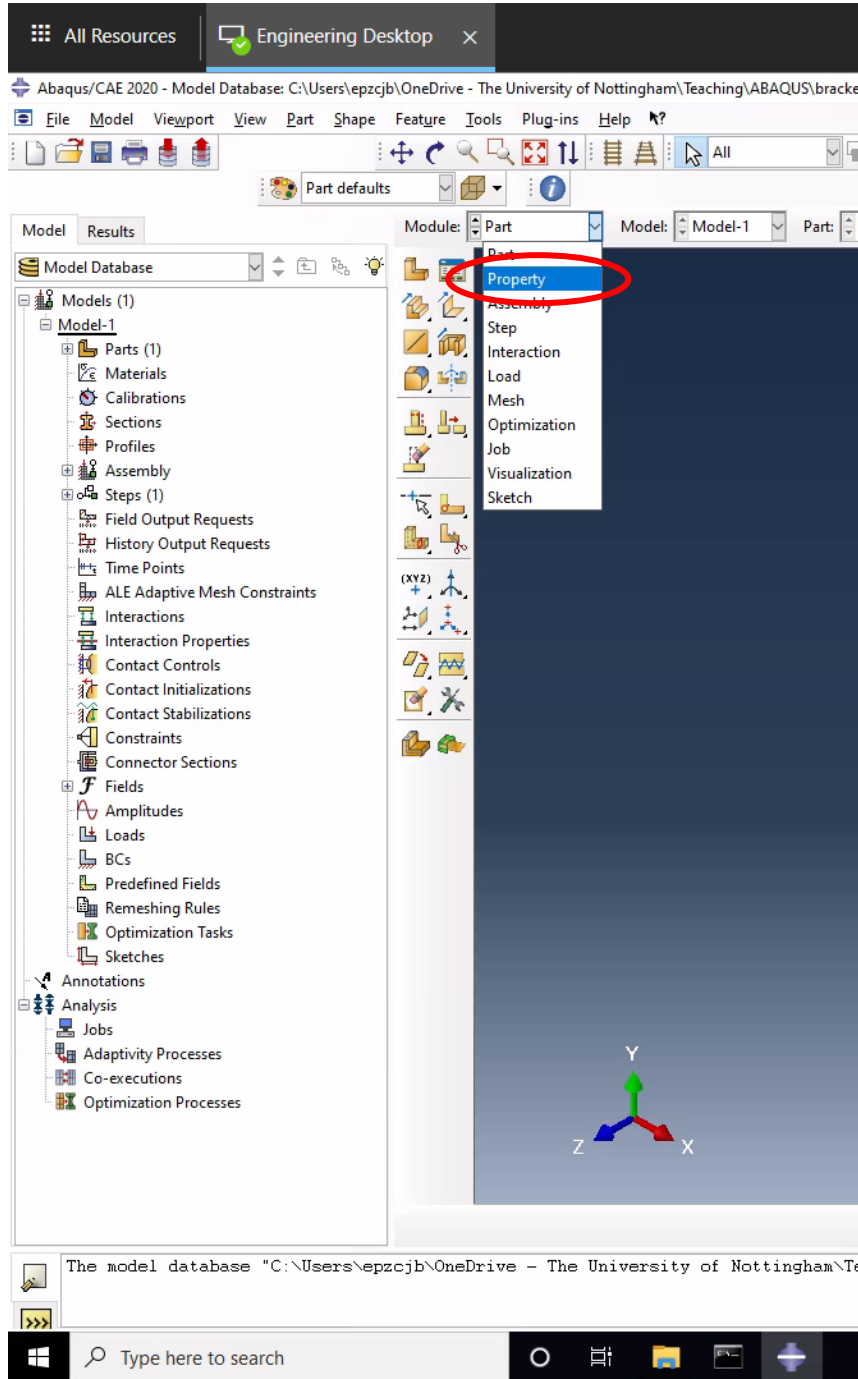 All Resources
Engineering Desktop
Abaqus/CAE 2020 - Model Database: C:\Users\epzcjb\OneDrive - The University of Nottingham\Teaching\ABAQUS\bracke
File Model Viewport View Part Shape Feature Tools Plug-ins Help
All
Part defaults
Model Results
Module: Part Model: Model-1 Part:
Model Database
Part
Property
Assembly
Step
Interaction
Load
Mesh
Optimization
Job
Visualization
Sketch
Models (1)
Model-1
Parts (1)
Materials
Calibrations
Sections
Profiles
Assembly
Steps (1)
Field Output Requests
History Output Requests
Time Points
ALE Adaptive Mesh Constraints
Interactions
Interaction Properties
Contact Controls
Contact Initializations
Contact Stabilizations
Constraints
Connector Sections
Fields
Amplitudes
Loads
BCs
Predefined Fields
Remeshing Rules
Optimization Tasks
Sketches
Annotations
Analysis
Jobs
Adaptivity Processes
Co-executions
Optimization Processes
(XYZ)
Y
Z X
The model database "C:\Users\epzcjb\OneDrive - The University of Nottingham\Te
>>>
Type here to search